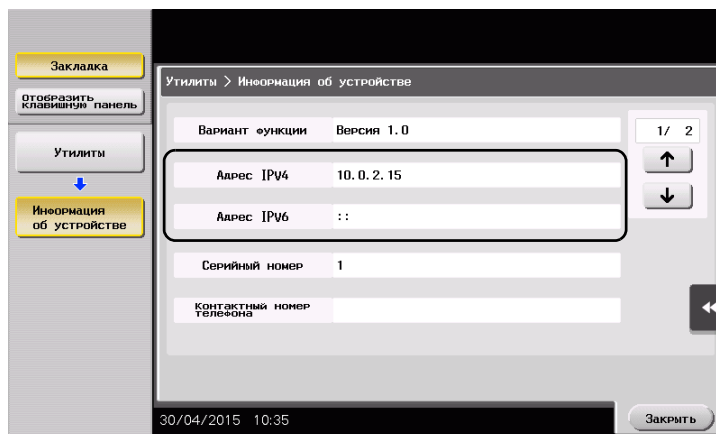 Закладка
Отобразить
клавишную панель
Утилиты
Информация
об устройстве
Утилиты > Информация об устройстве
Вариант функции Версия 1.0
1/ 2
Адрес IPv4 10.0.2.15
Адрес IPv6 ::
Серийный номер 1
Контактный номер
телефона
30/04/2015 10:35
Закрыть